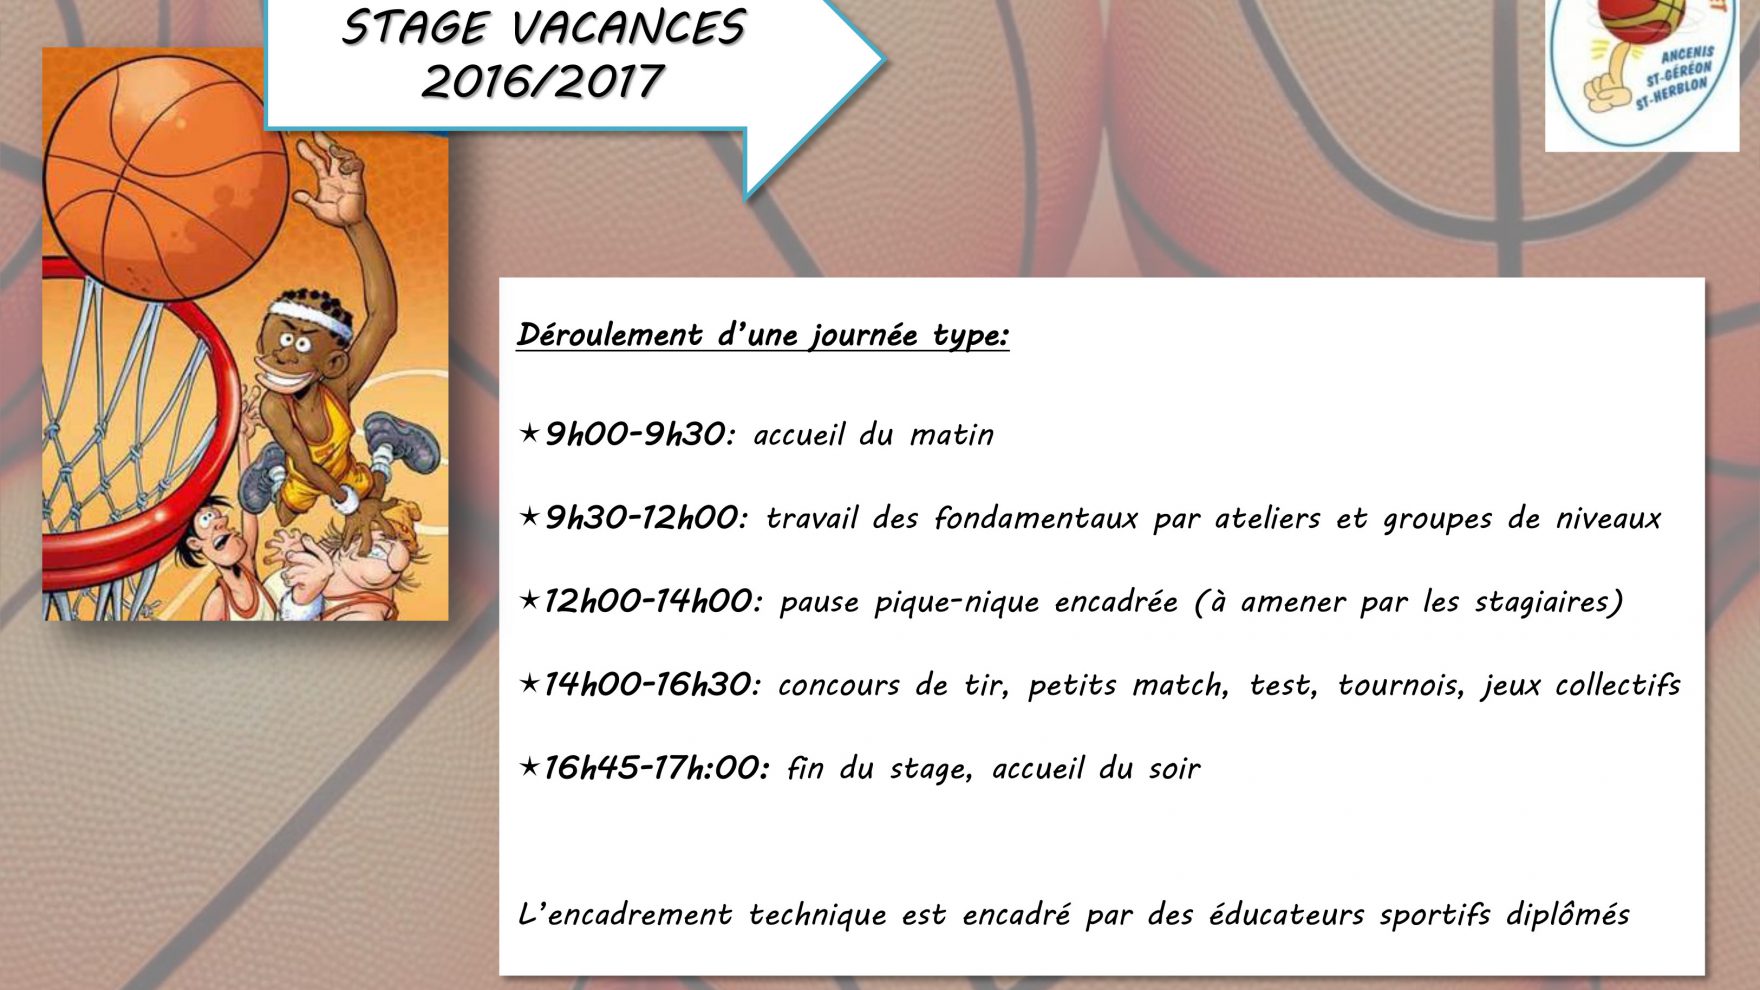 STAGE VACANCES
2016/2017
ANCENIS
ST-GÉRÉON
ST-HERBLON
Déroulement d’une journée type:
★9h00-9h30: accueil du matin
★9h30-12h00: travail des fondamentaux par ateliers et groupes de niveaux
★12h00-14h00: pause pique-nique encadrée (à amener par les stagiaires)
★14h00-16h30: concours de tir, petits match, test, tournois, jeux collectifs
★16h45-17h:00: fin du stage, accueil du soir
L’encadrement technique est encadré par des éducateurs sportifs diplômés